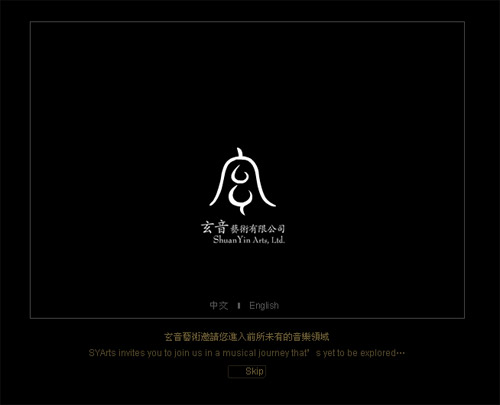 玄音藝術有限公司
ShuanYin Arts, Ltd.
中文 English
玄音藝術邀請您進入前所未有的音樂領域
SYArts invites you to join us in a musical journey that’s yet to be explored⋯
Skip